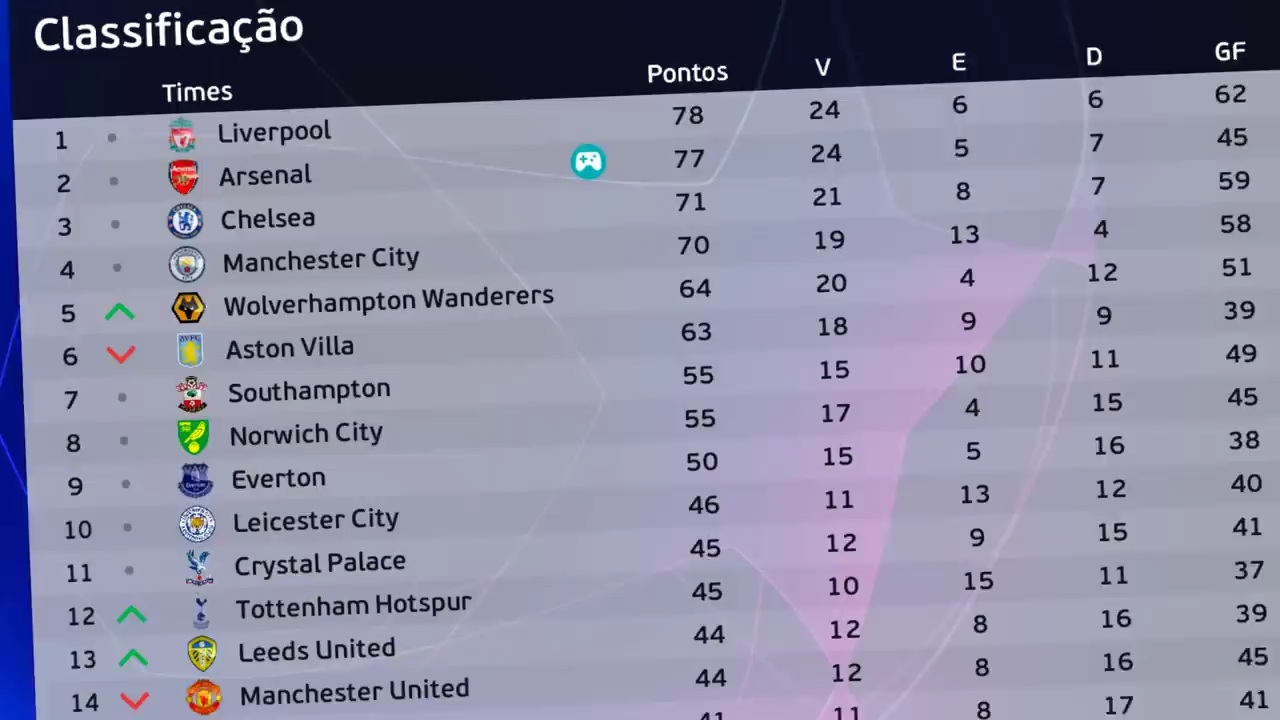 Classificação
Times Pontos V E D GF
1 Liverpool 78 24 6 6 62
2 Arsenal 77 24 5 7 45
3 Chelsea 71 21 8 7 59
4 Manchester City 70 19 13 4 58
5 Wolverhampton Wanderers 64 20 4 12 51
6 Aston Villa 63 18 9 9 39
7 Southampton 55 15 10 11 49
8 Norwich City 55 17 4 15 45
9 Everton 50 15 5 16 38
10 Leicester City 46 11 13 12 40
11 Crystal Palace 45 12 9 15 41
12 Tottenham Hotspur 45 10 15 11 37
13 Leeds United 44 12 8 16 39
14 Manchester United 44 12 8 16 45
41 11 8 17 41